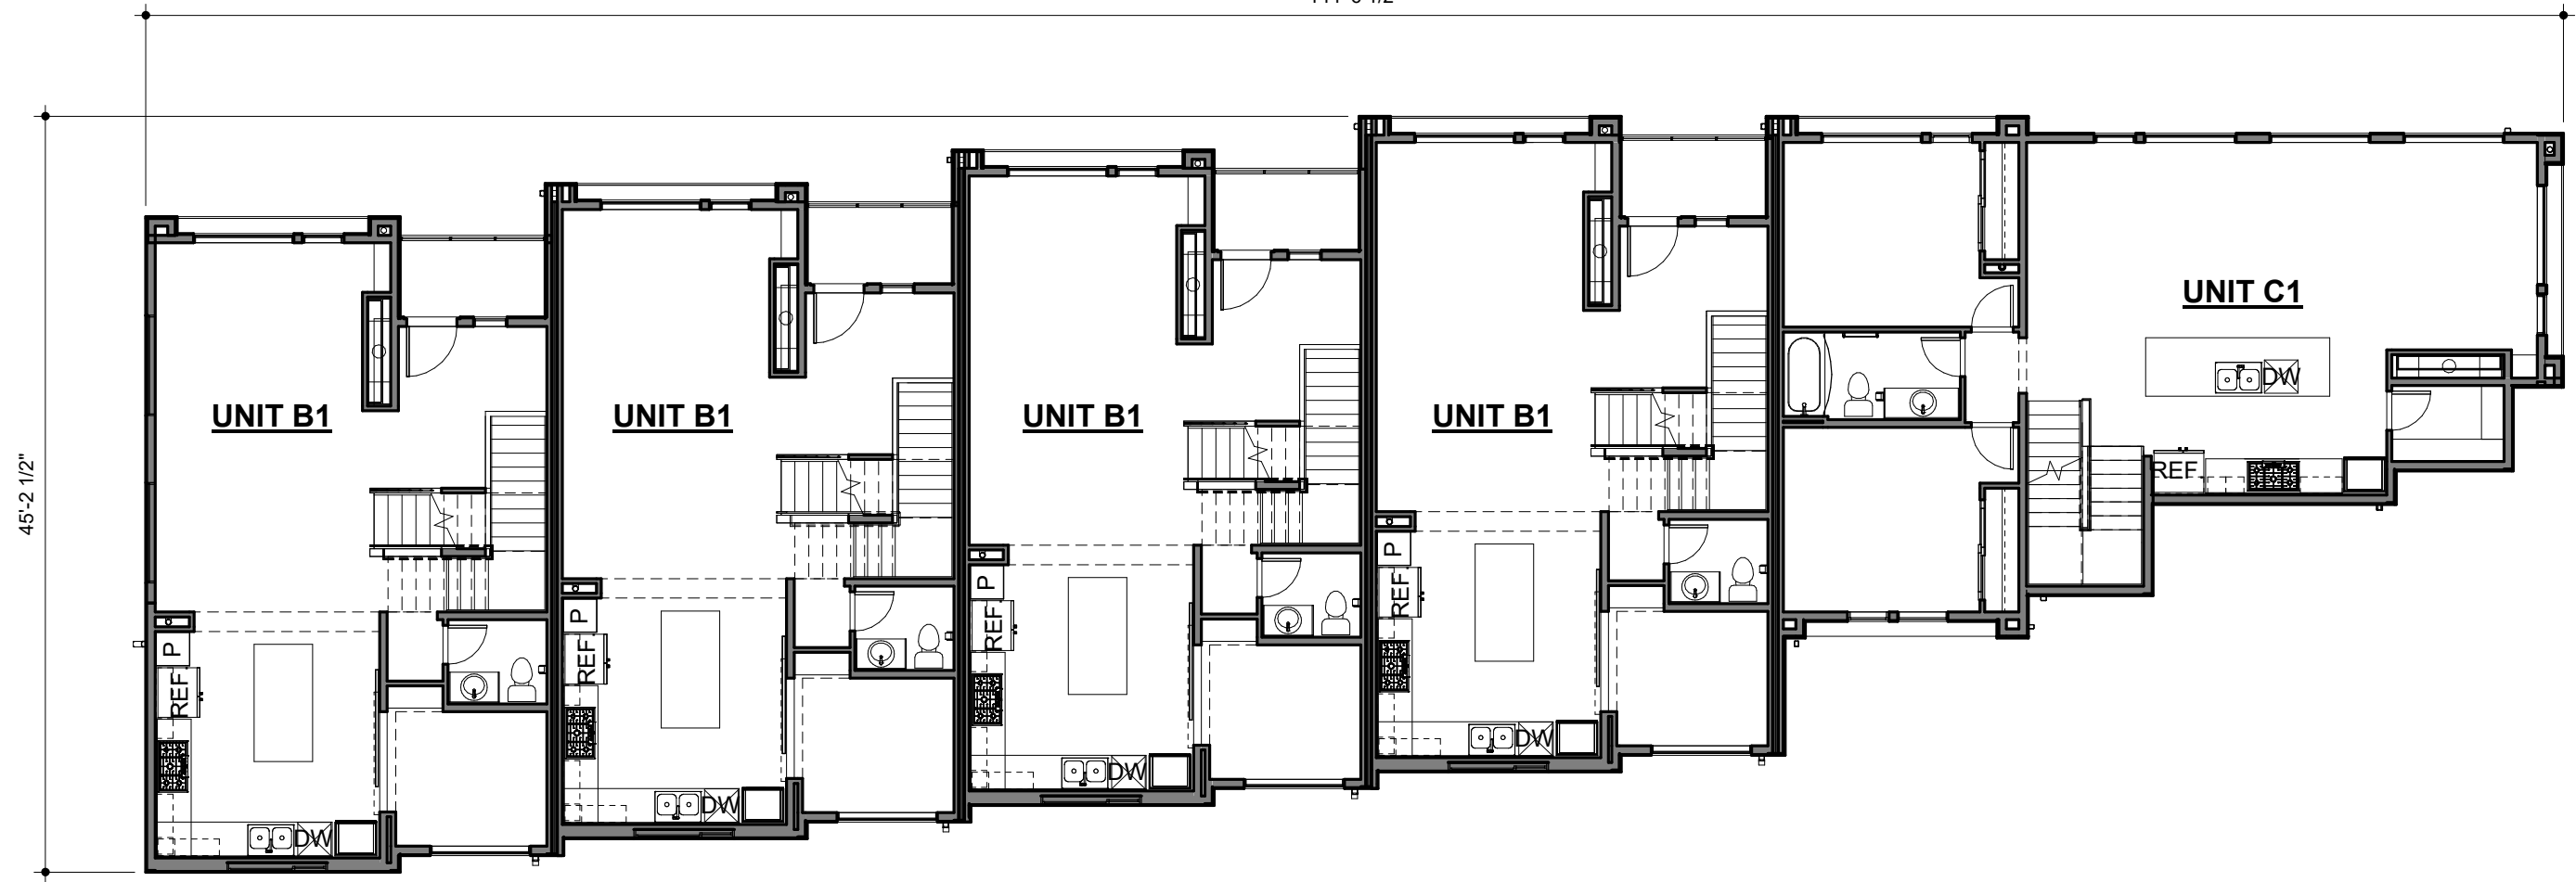 45'-2 1/2"
UNIT B1
UNIT B1
UNIT B1
UNIT B1
UNIT C1
DW
REF
P
REF
DW
P
REF
DW
P
REF
DW
P
REF
DW